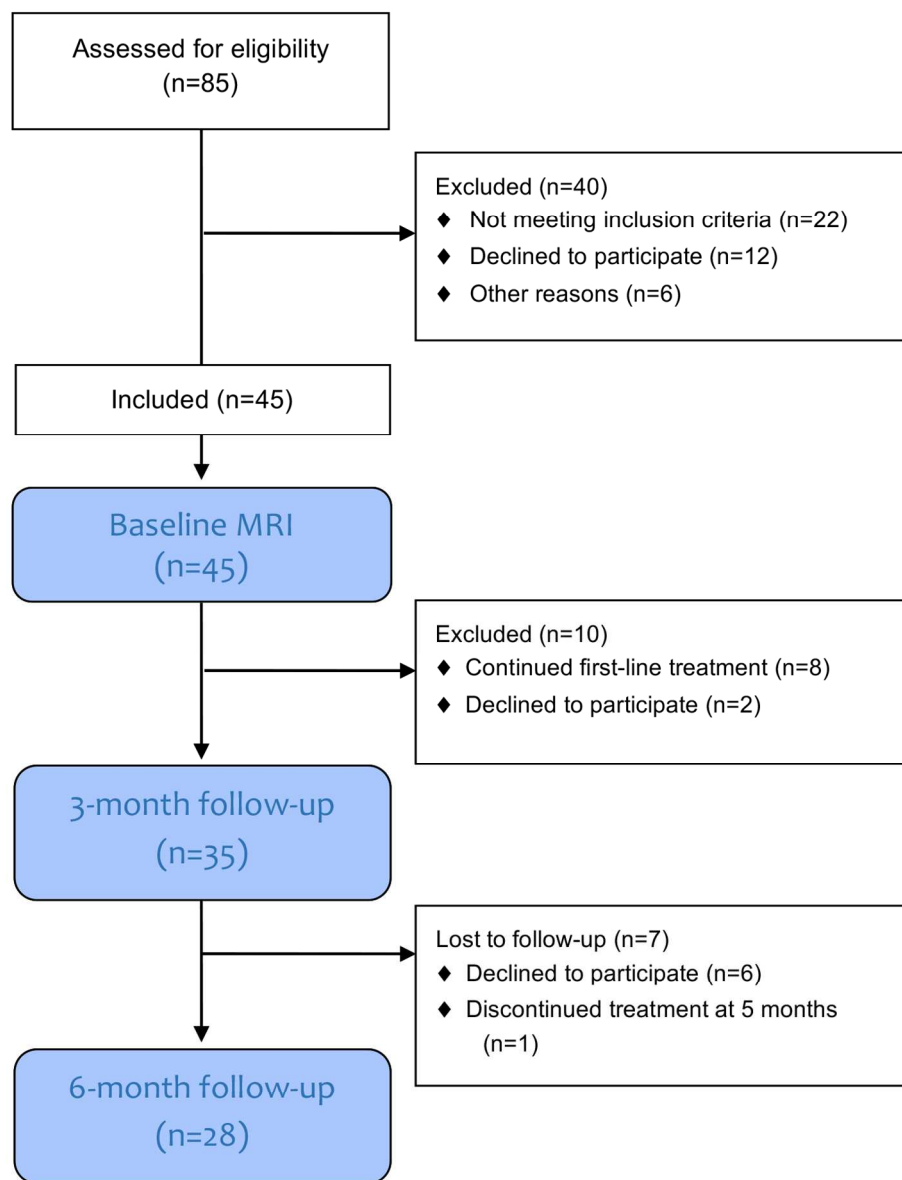 Assessed for eligibility
(n=85)
Excluded (n=40)
♦ Not meeting inclusion criteria (n=22)
♦ Declined to participate (n=12)
♦ Other reasons (n=6)
Included (n=45)
Baseline MRI
(n=45)
Excluded (n=10)
♦ Continued first-line treatment (n=8)
♦ Declined to participate (n=2)
3-month follow-up
(n=35)
Lost to follow-up (n=7)
♦ Declined to participate (n=6)
♦ Discontinued treatment at 5 months
(n=1)
6-month follow-up
(n=28)